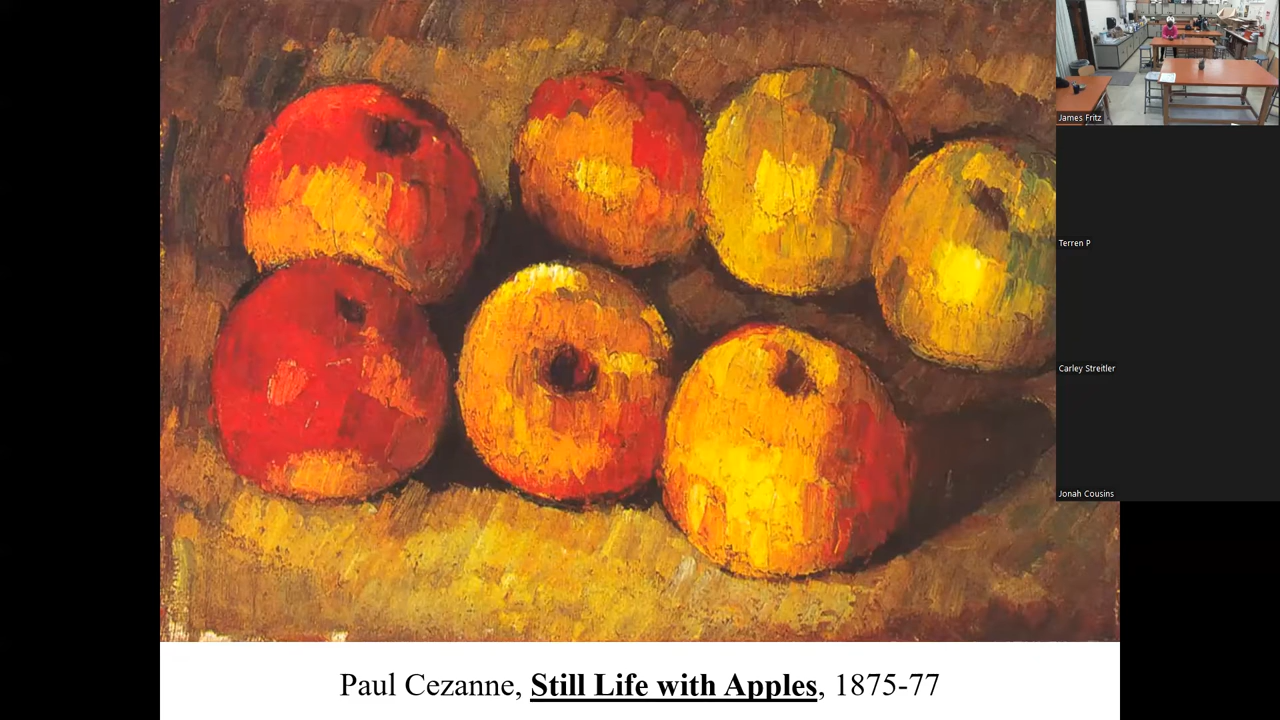 James Fritz
Terren P
Carley Streitler
Jonah Cousins
Paul Cezanne, Still Life with Apples, 1875-77